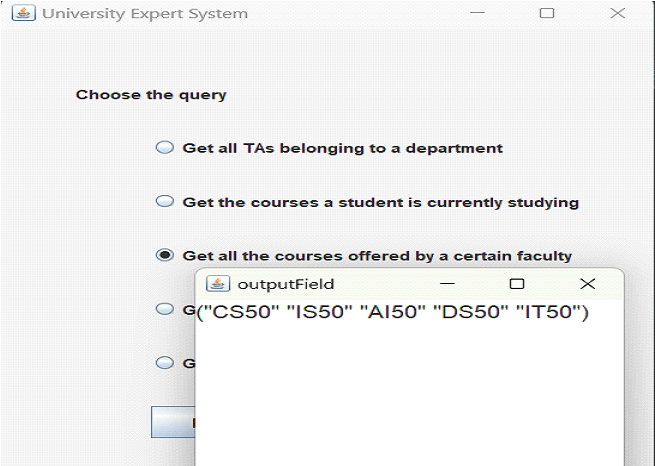 University Expert System
Choose the query
Get all TAs belonging to a department
Get the courses a student is currently studying
Get all the courses offered by a certain faculty
outputField
("CS50" "IS50" "AI50" "DS50" "IT50")
G
G